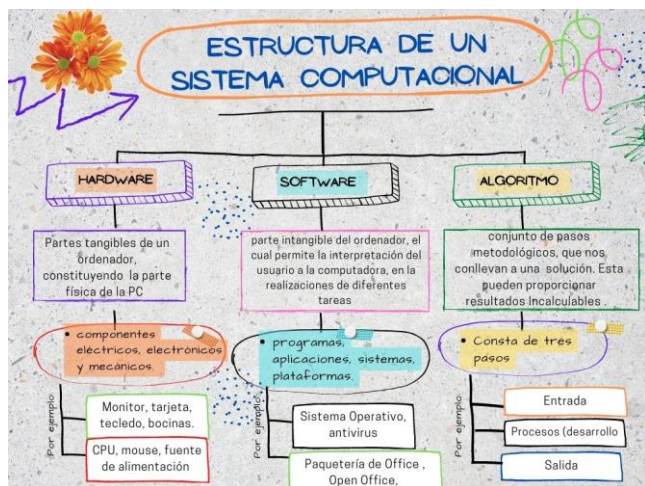 ESTRUCTURA DE UN
SISTEMA COMPUTACIONAL
HARDWARE
SOFTWARE
ALGORITMO
Partes tangibles de un
ordenador,
constituyendo la parte
física de la PC
parte intangible del ordenador, el
cual permite la interpretación del
usuario a la computadora, en la
realizaciones de diferentes
tareas
conjunto de pasos
metodológicos, que nos
conllevan a una solución. Esta
pueden proporcionar
resultados Incalculables .
• componentes
eléctricos, electrónicos
y mecánicos.
• programas,
aplicaciones, sistemas,
plataformas.
• Consta de tres
pasos
Por ejemplo:
Monitor, tarjeta,
tecledo, bocinas.
CPU, mouse, fuente
de alimentación
Por ejemplo:
Sistema Operativo,
antivirus
Paquetería de Office ,
Open Office,
Por ejemplo:
Entrada
Procesos (desarrollo
Salida